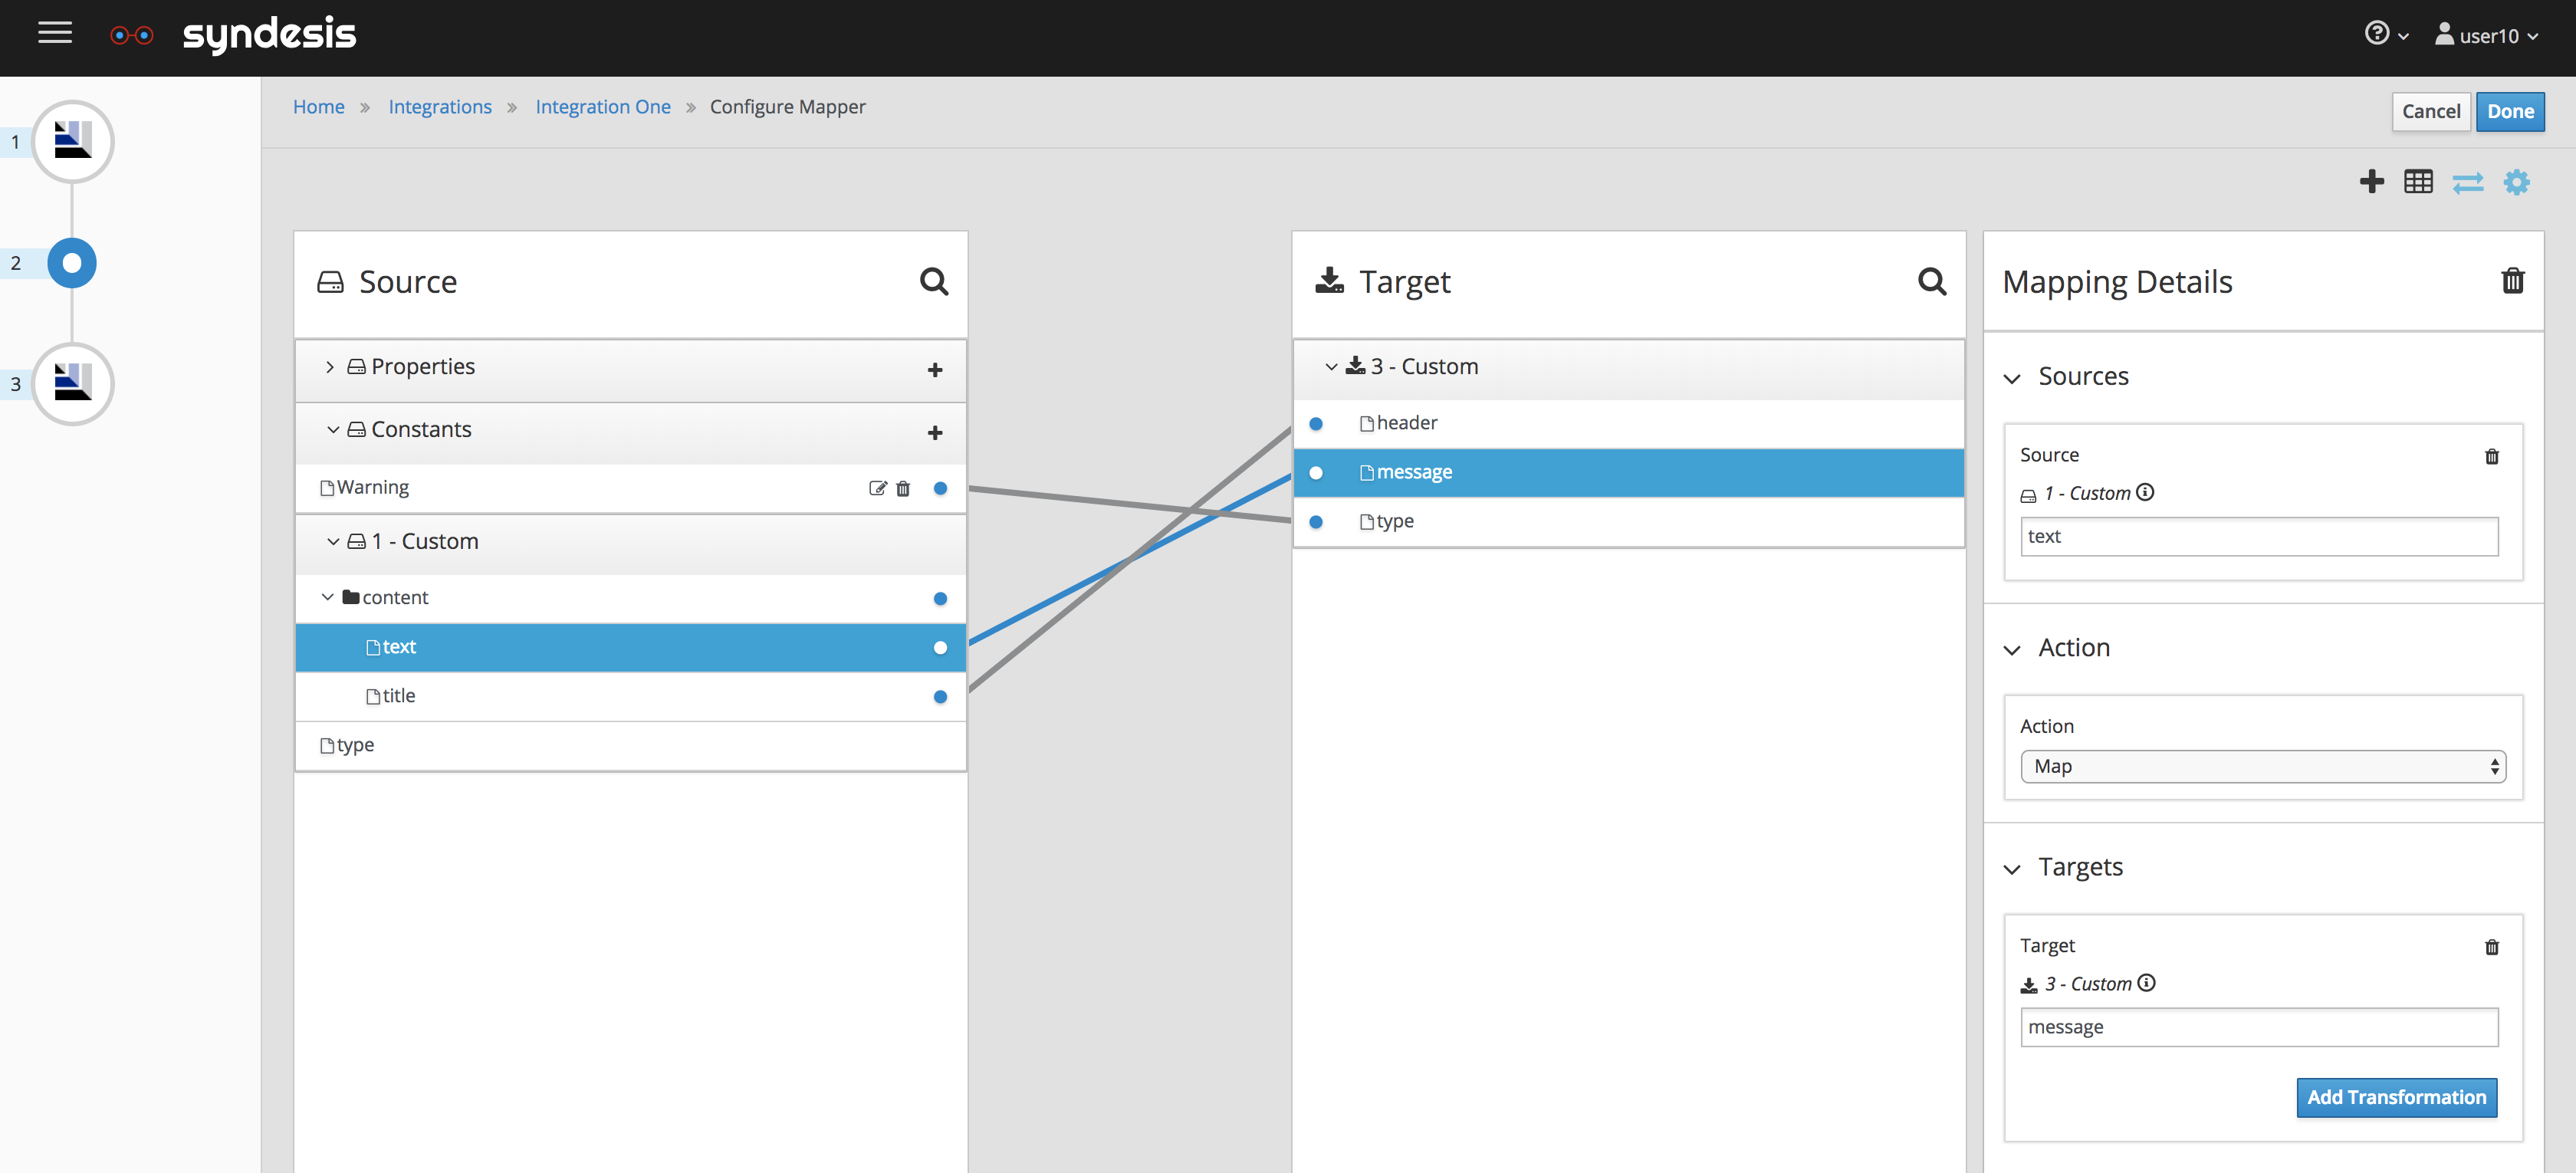 syndesis
user10
1
2
3
Home » Integrations » Integration One » Configure Mapper
Cancel
Done
Source
Properties
Constants
Warning
1 - Custom
content
text
title
type
Target
3 - Custom
header
message
type
Mapping Details
Sources
Source
1 - Custom
text
Action
Action
Map
Targets
Target
3 - Custom
message
Add Transformation